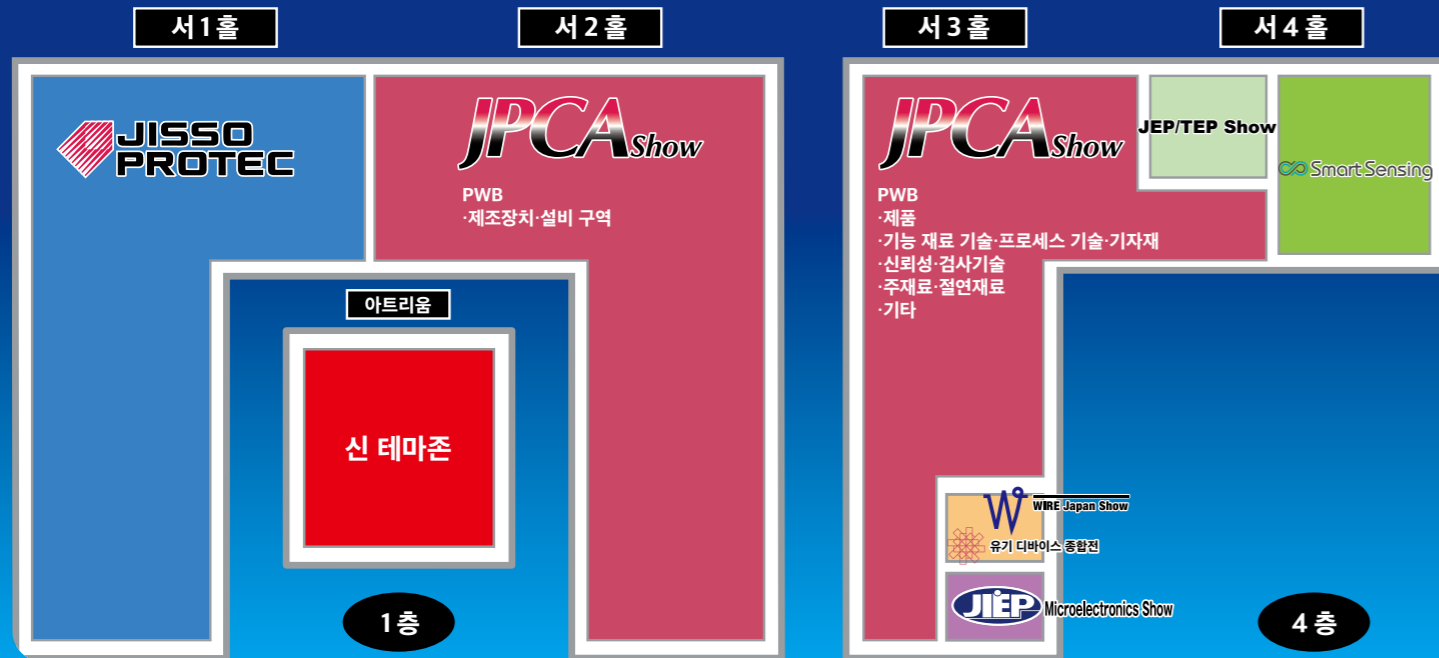 서1홀
서2홀
서3홀
서4홀
JISSO
PROTEC
JPCA Show
PWB
·제조장치·설비 구역
아트리움
신 테마존
1층
JPCA Show
PWB
·제품
·기능 재료 기술·프로세스 기술·기자재
·신뢰성·검사기술
·주재료·절연재료
·기타
JEP/TEP Show
Smart Sensing
W
WIRE Japan Show
유기 디바이스 종합전
JIEP Microelectronics Show
4층